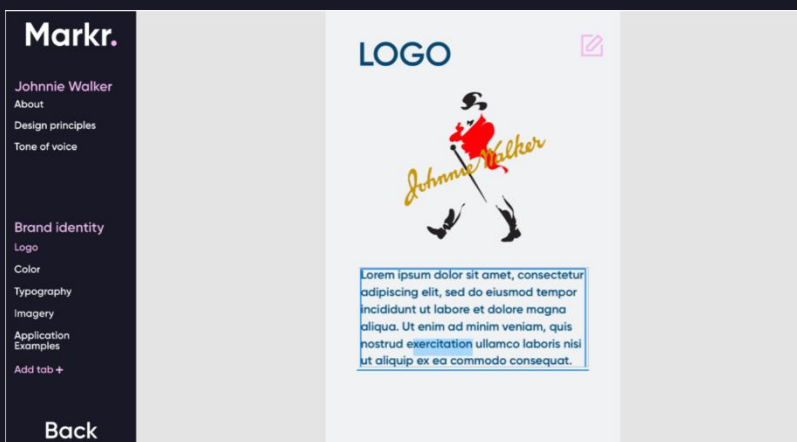 Markr.
Johnnie Walker
About
Design principles
Tone of voice
Brand identity
Logo
Color
Typography
Imagery
Application
Examples
Add tab +
Back
LOGO
Johnnie Walker
Lorem ipsum dolor sit amet, consectetur
adipiscing elit, sed do eiusmod tempor
incididunt ut labore et dolore magna
aliqua. Ut enim ad minim veniam, quis
nostrud exercitation ullamco laboris nisi
ut aliquip ex ea commodo consequat.